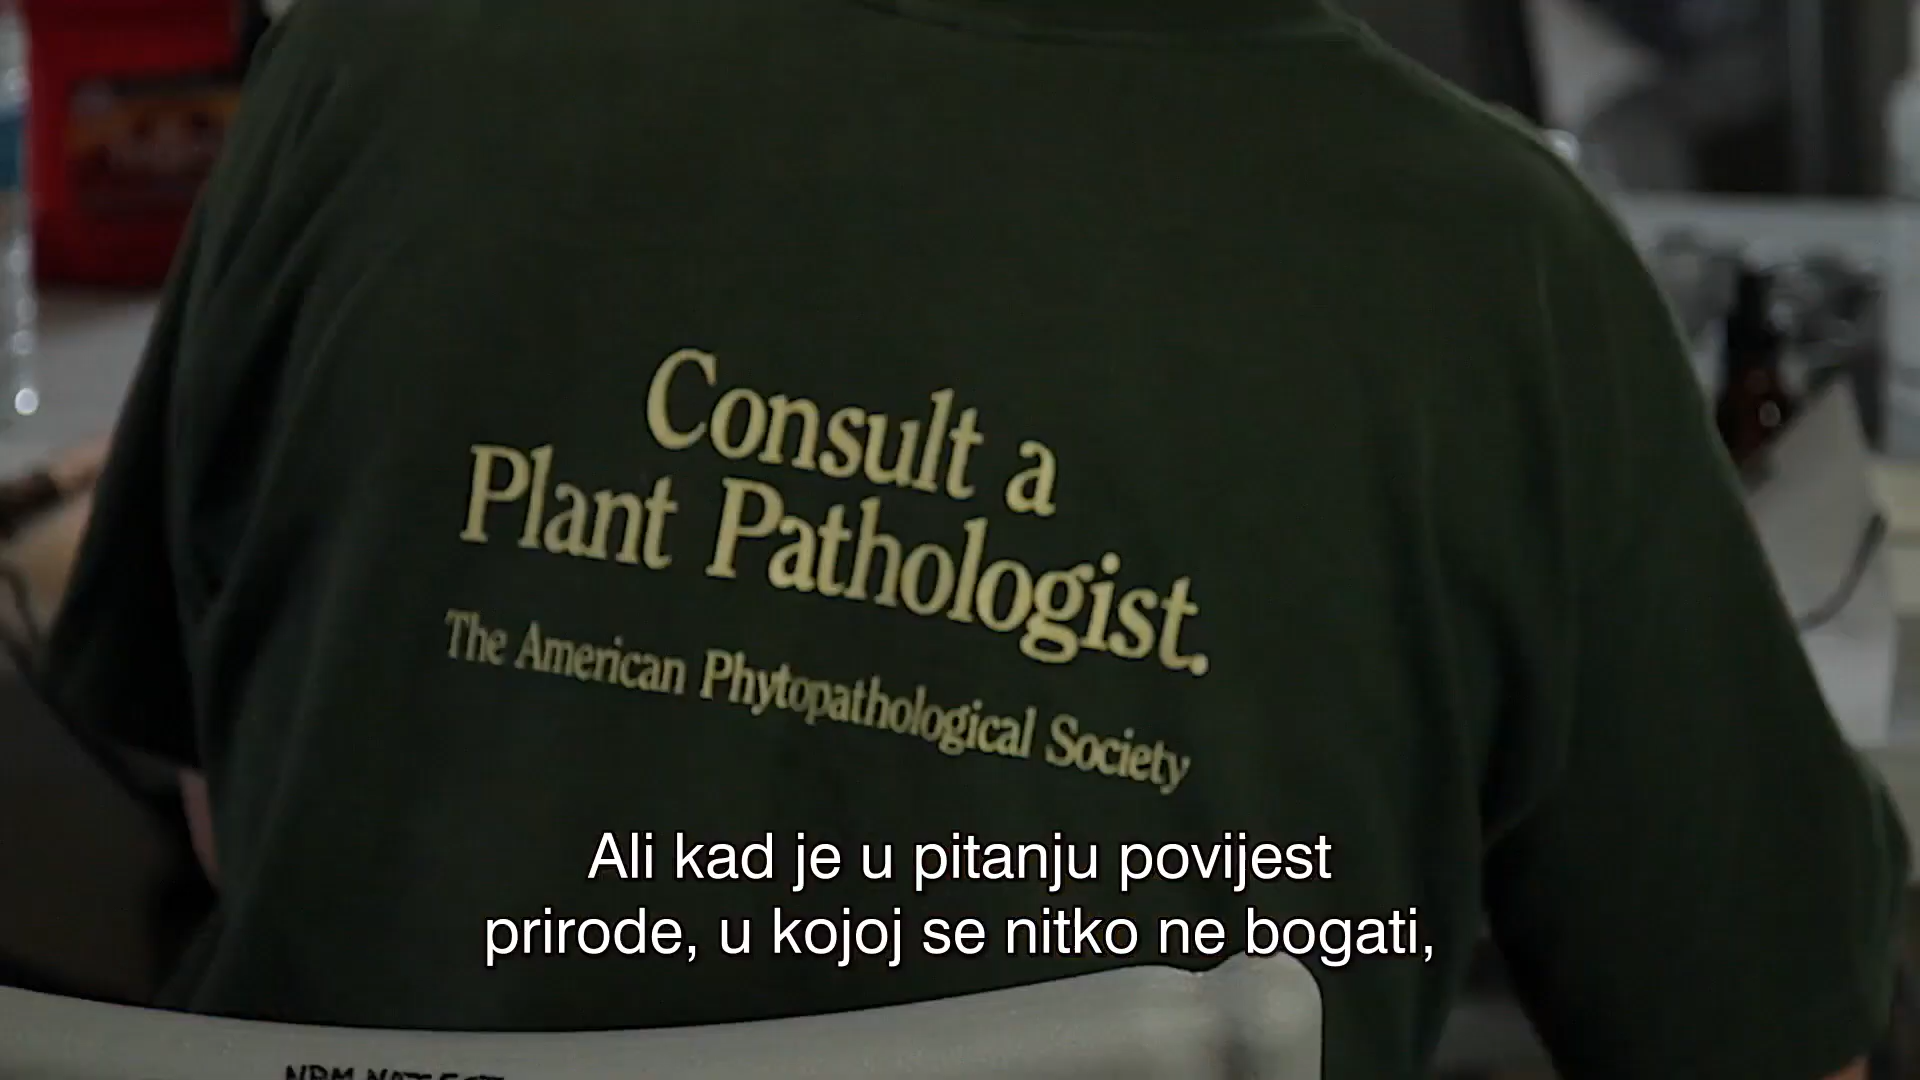 Consult a
Plant Pathologist.
The American Phytopathological Society
Ali kad je u pitanju povijest
prirode, u kojoj se nitko ne bogati,